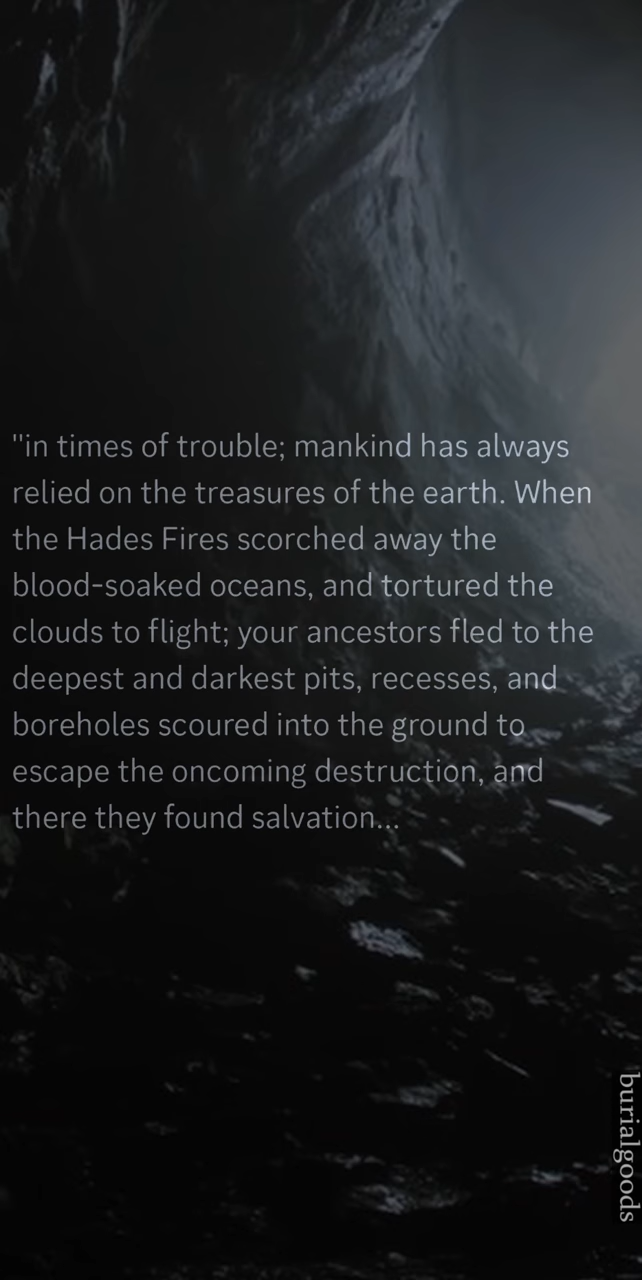 "in times of trouble; mankind has always
relied on the treasures of the earth. When
the Hades Fires scorched away the
blood-soaked oceans, and tortured the
clouds to flight; your ancestors fled to the
deepest and darkest pits, recesses, and
boreholes scoured into the ground to
escape the oncoming destruction, and
there they found salvation...
burialgoods